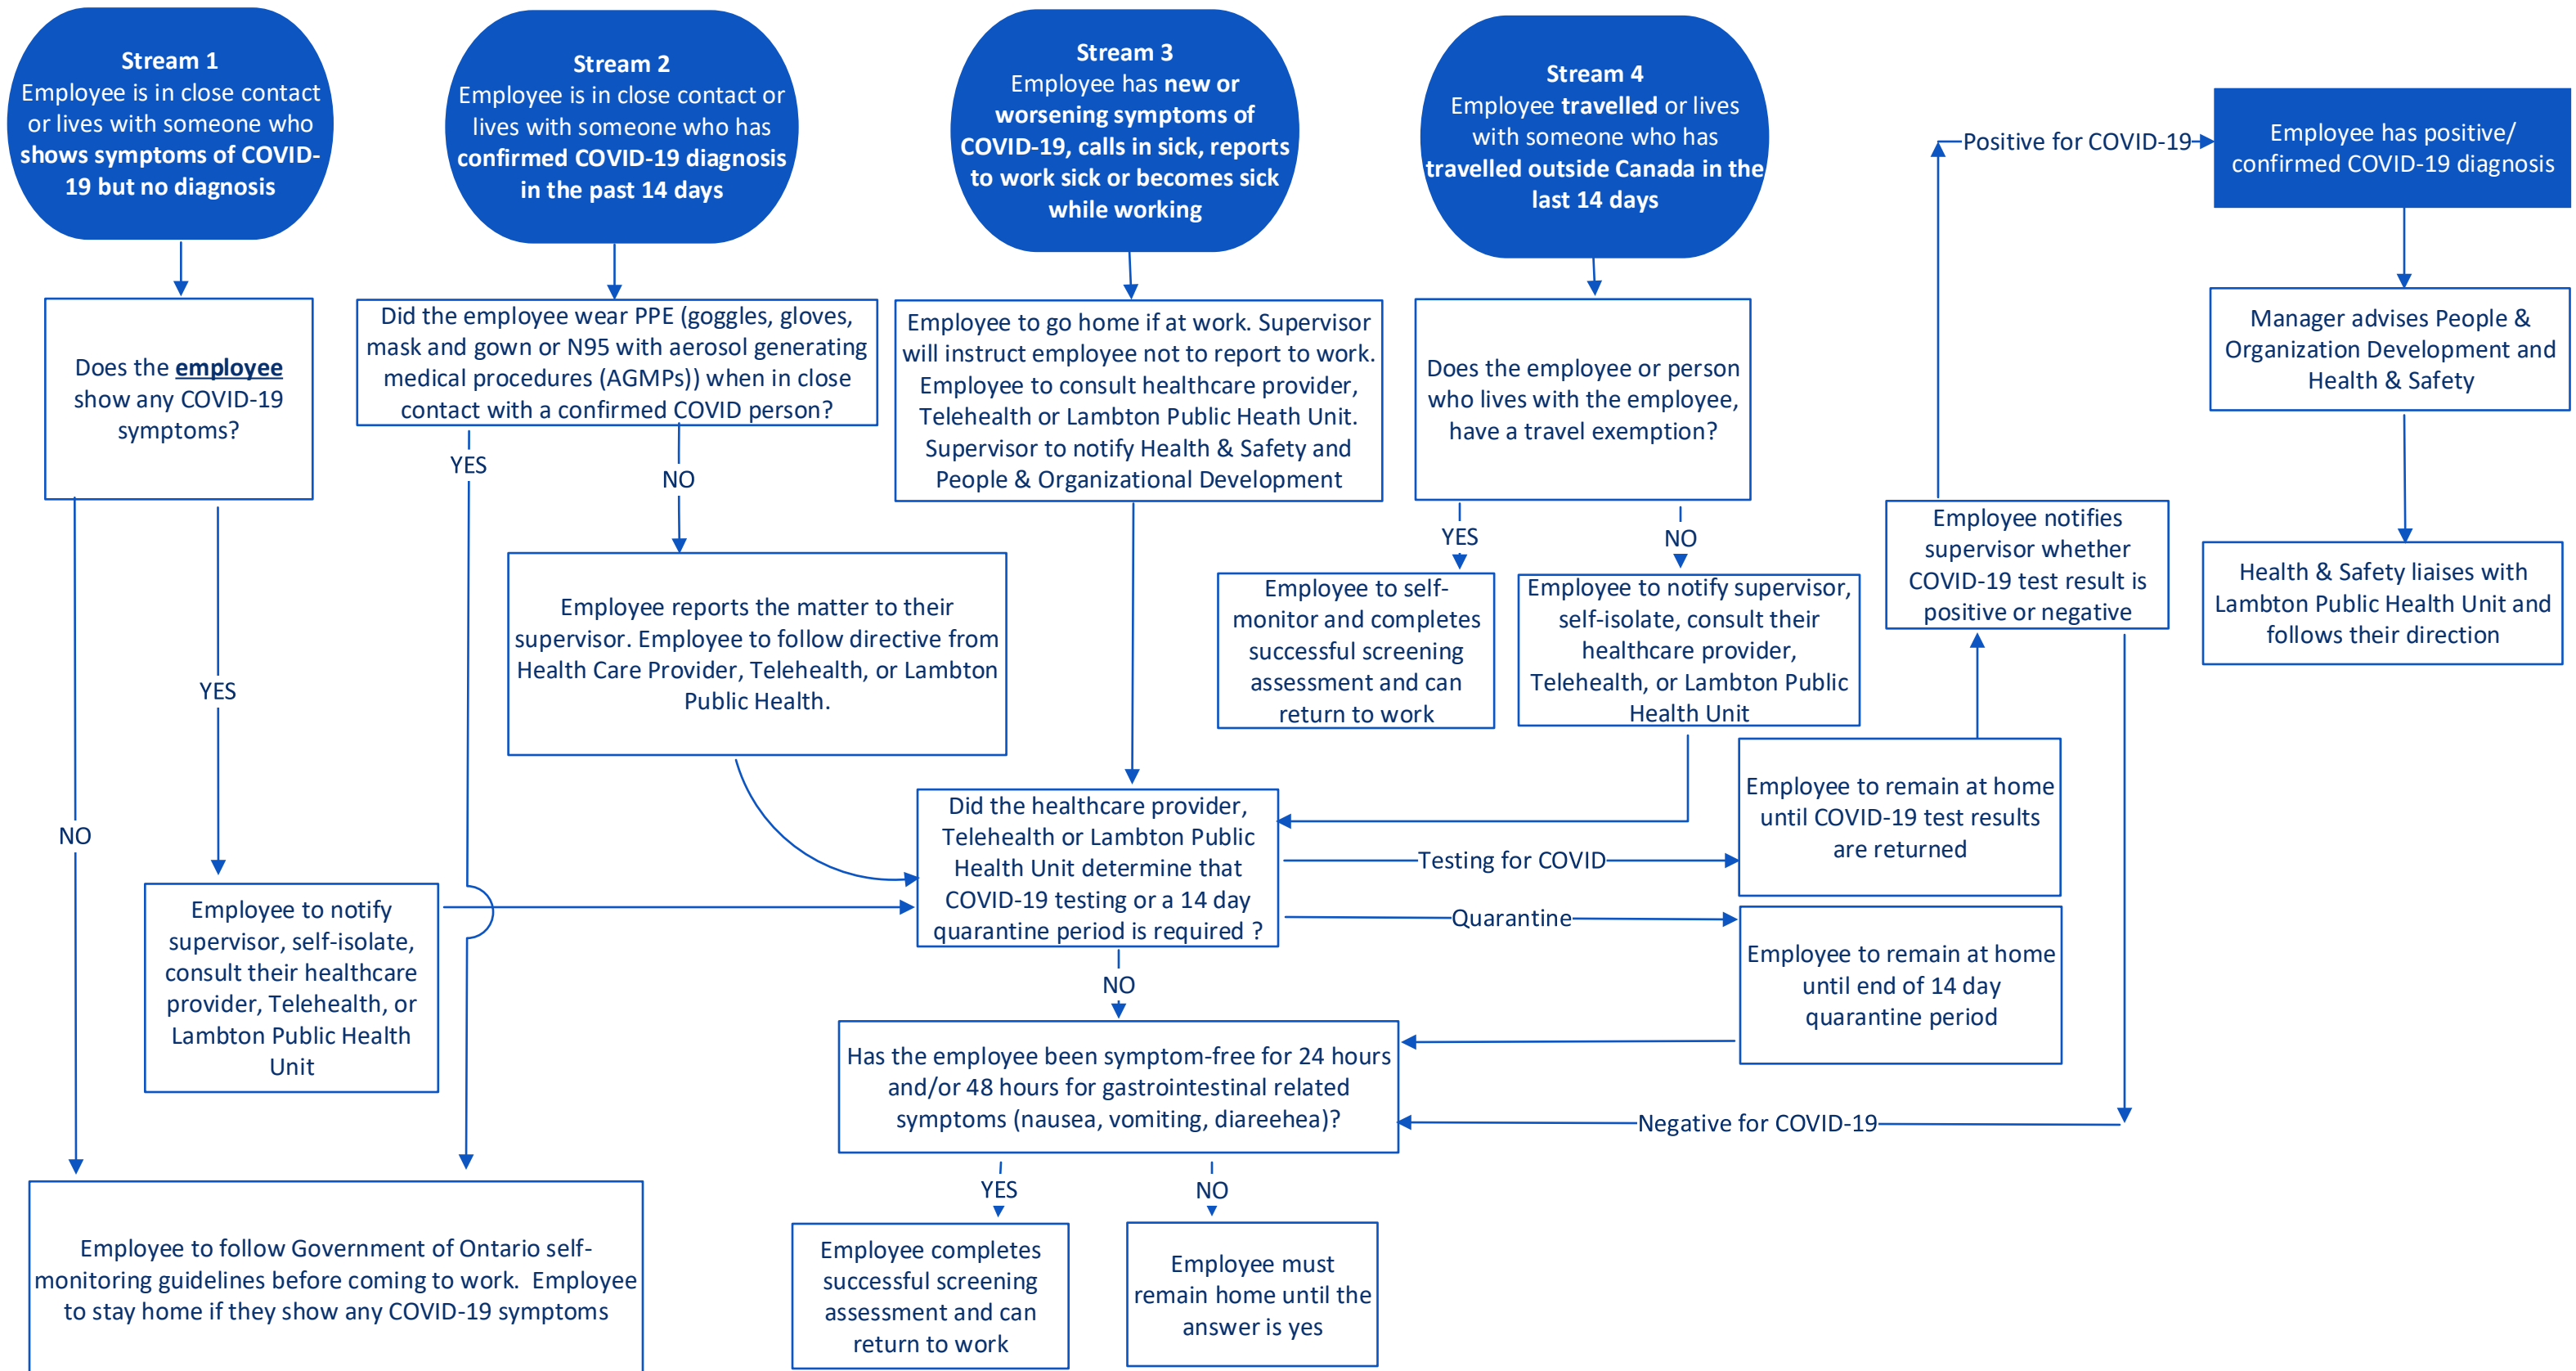 Stream 1
Employee is in close contact
or lives with someone who
shows symptoms of COVID-
19 but no diagnosis
Stream 2
Employee is in close contact or
lives with someone who has
confirmed COVID-19 diagnosis
in the past 14 days
Stream 3
Employee has new or
worsening symptoms of
COVID-19, calls in sick, reports
to work sick or becomes sick
while working
Stream 4
Employee travelled or lives
with someone who has
travelled outside Canada in the
last 14 days
Positive for COVID-19
Employee has positive/
confirmed COVID-19 diagnosis
Does the employee
show any COVID-19
symptoms?
Did the employee wear PPE (goggles, gloves,
mask and gown or N95 with aerosol generating
medical procedures (AGMPs)) when in close
contact with a confirmed COVID person?
Employee to go home if at work. Supervisor
will instruct employee not to report to work.
Employee to consult healthcare provider,
Telehealth or Lambton Public Heath Unit.
Supervisor to notify Health & Safety and
People & Organizational Development
Does the employee or person
who lives with the employee,
have a travel exemption?
Manager advises People &
Organization Development and
Health & Safety
YES
NO
YES
NO
Employee notifies
supervisor whether
COVID-19 test result is
positive or negative
Health & Safety liaises with
Lambton Public Health Unit and
follows their direction
Employee reports the matter to their
supervisor. Employee to follow directive from
Health Care Provider, Telehealth, or Lambton
Public Health.
Employee to self-
monitor and completes
successful screening
assessment and can
return to work
Employee to notify supervisor,
self-isolate, consult their
healthcare provider,
Telehealth, or Lambton Public
Health Unit
YES
NO
Did the healthcare provider,
Telehealth or Lambton Public
Health Unit determine that
COVID-19 testing or a 14 day
quarantine period is required ?
Testing for COVID
Employee to remain at home
until COVID-19 test results
are returned
Quarantine
Employee to remain at home
until end of 14 day
quarantine period
Employee to notify
supervisor, self-isolate,
consult their healthcare
provider, Telehealth, or
Lambton Public Health
Unit
NO
Has the employee been symptom-free for 24 hours
and/or 48 hours for gastrointestinal related
symptoms (nausea, vomiting, diareehea)?
Negative for COVID-19
YES
NO
Employee to follow Government of Ontario self-
monitoring guidelines before coming to work. Employee
to stay home if they show any COVID-19 symptoms
Employee completes
successful screening
assessment and can
return to work
Employee must
remain home until the
answer is yes